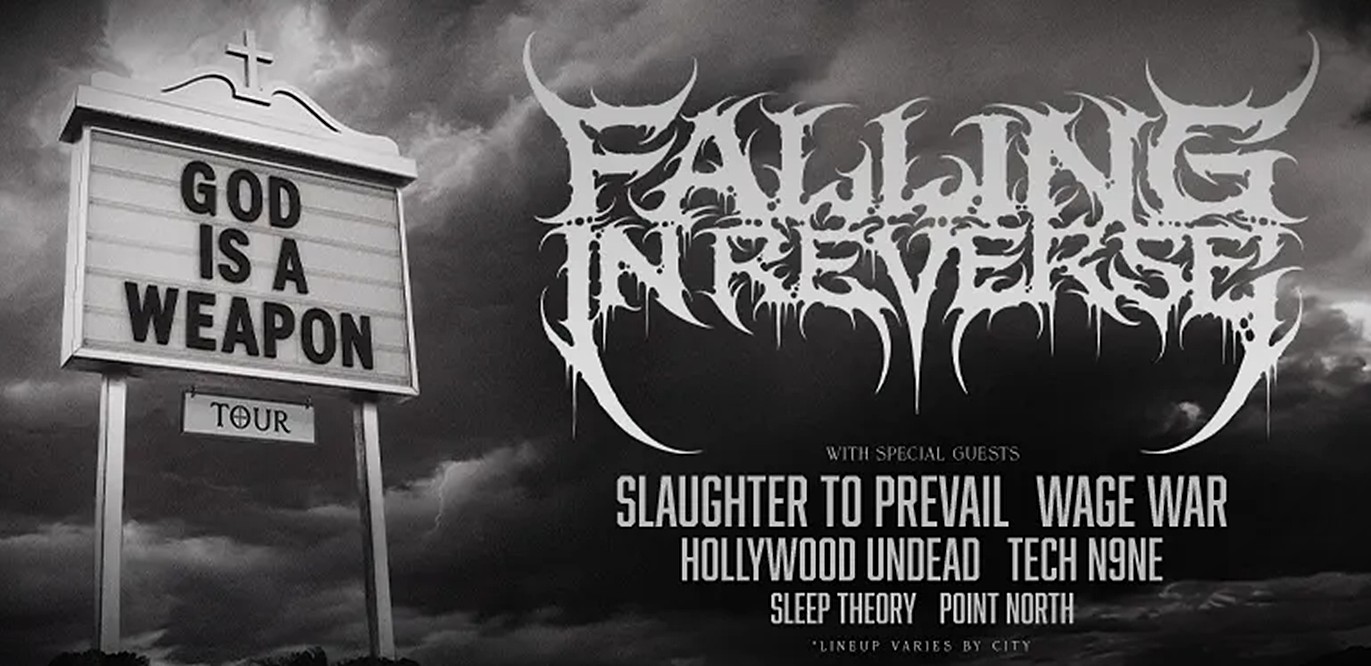 GOD
IS A
WEAPON
TOUR
FALLING
IN REVERSE
WITH SPECIAL GUESTS
SLAUGHTER TO PREVAIL WAGE WAR
HOLLYWOOD UNDEAD TECH N9NE
SLEEP THEORY POINT NORTH
*LINEUP VARIES BY CITY